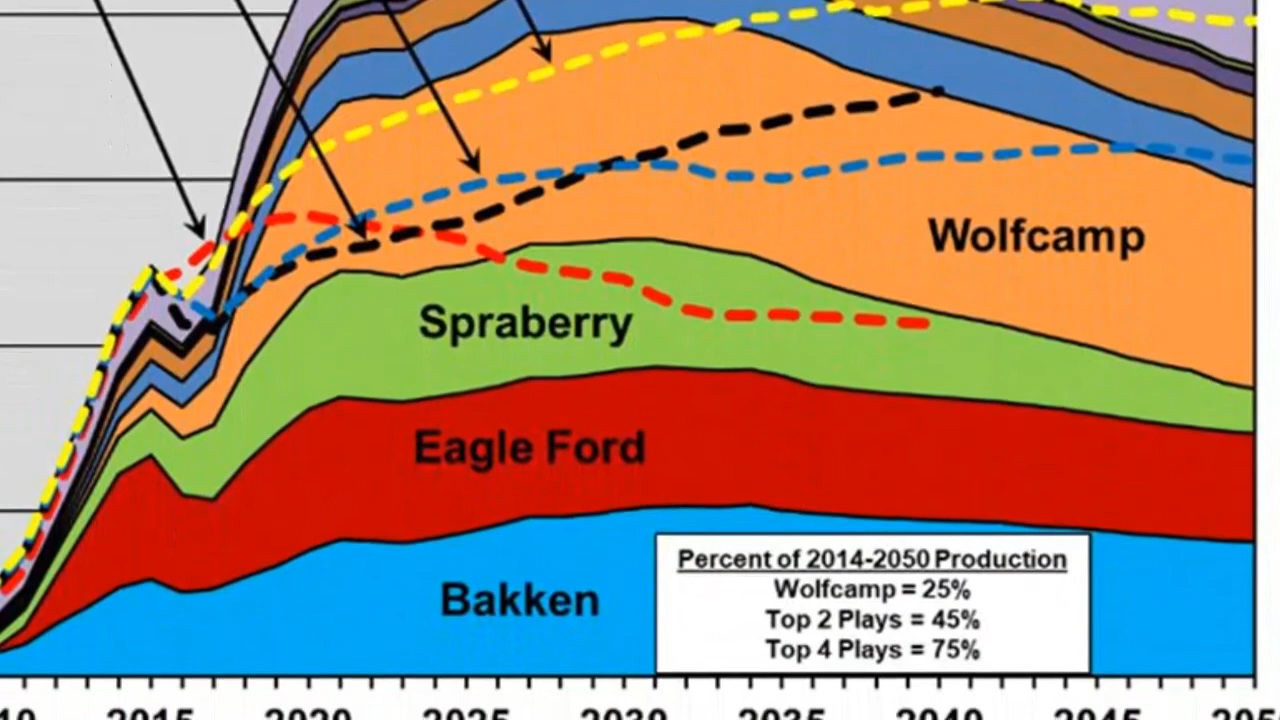 Wolfcamp
Spraberry
Eagle Ford
Bakken
Percent of 2014-2050 Production
Wolfcamp = 25%
Top 2 Plays = 45%
Top 4 Plays = 75%
2015 2020 2025 2030 2035 2040 2045